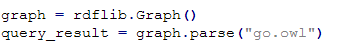 graph = rdflib.Graph()
query_result = graph.parse("go.owl")